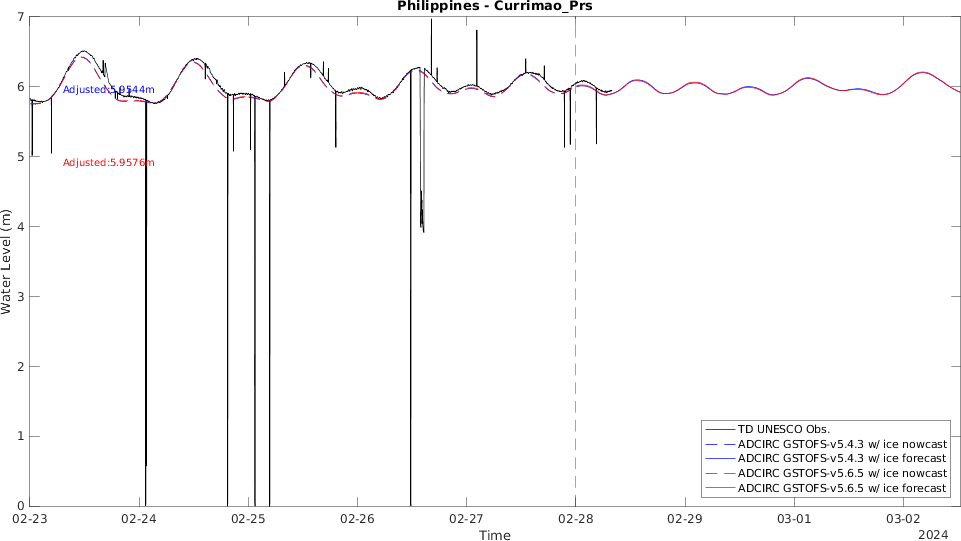 Philippines - Currimao_Prs
7
6
5
4
3
2
1
0
Water Level (m)
Adjusted:5.9544m
Adjusted:5.9576m
TD UNESCO Obs.
ADCIRC GSTOFS-v5.4.3 w/ ice nowcast
ADCIRC GSTOFS-v5.4.3 w/ ice forecast
ADCIRC GSTOFS-v5.6.5 w/ ice nowcast
ADCIRC GSTOFS-v5.6.5 w/ ice forecast
02-23 02-24 02-25 02-26 02-27 02-28 02-29 03-01 03-02
Time
2024